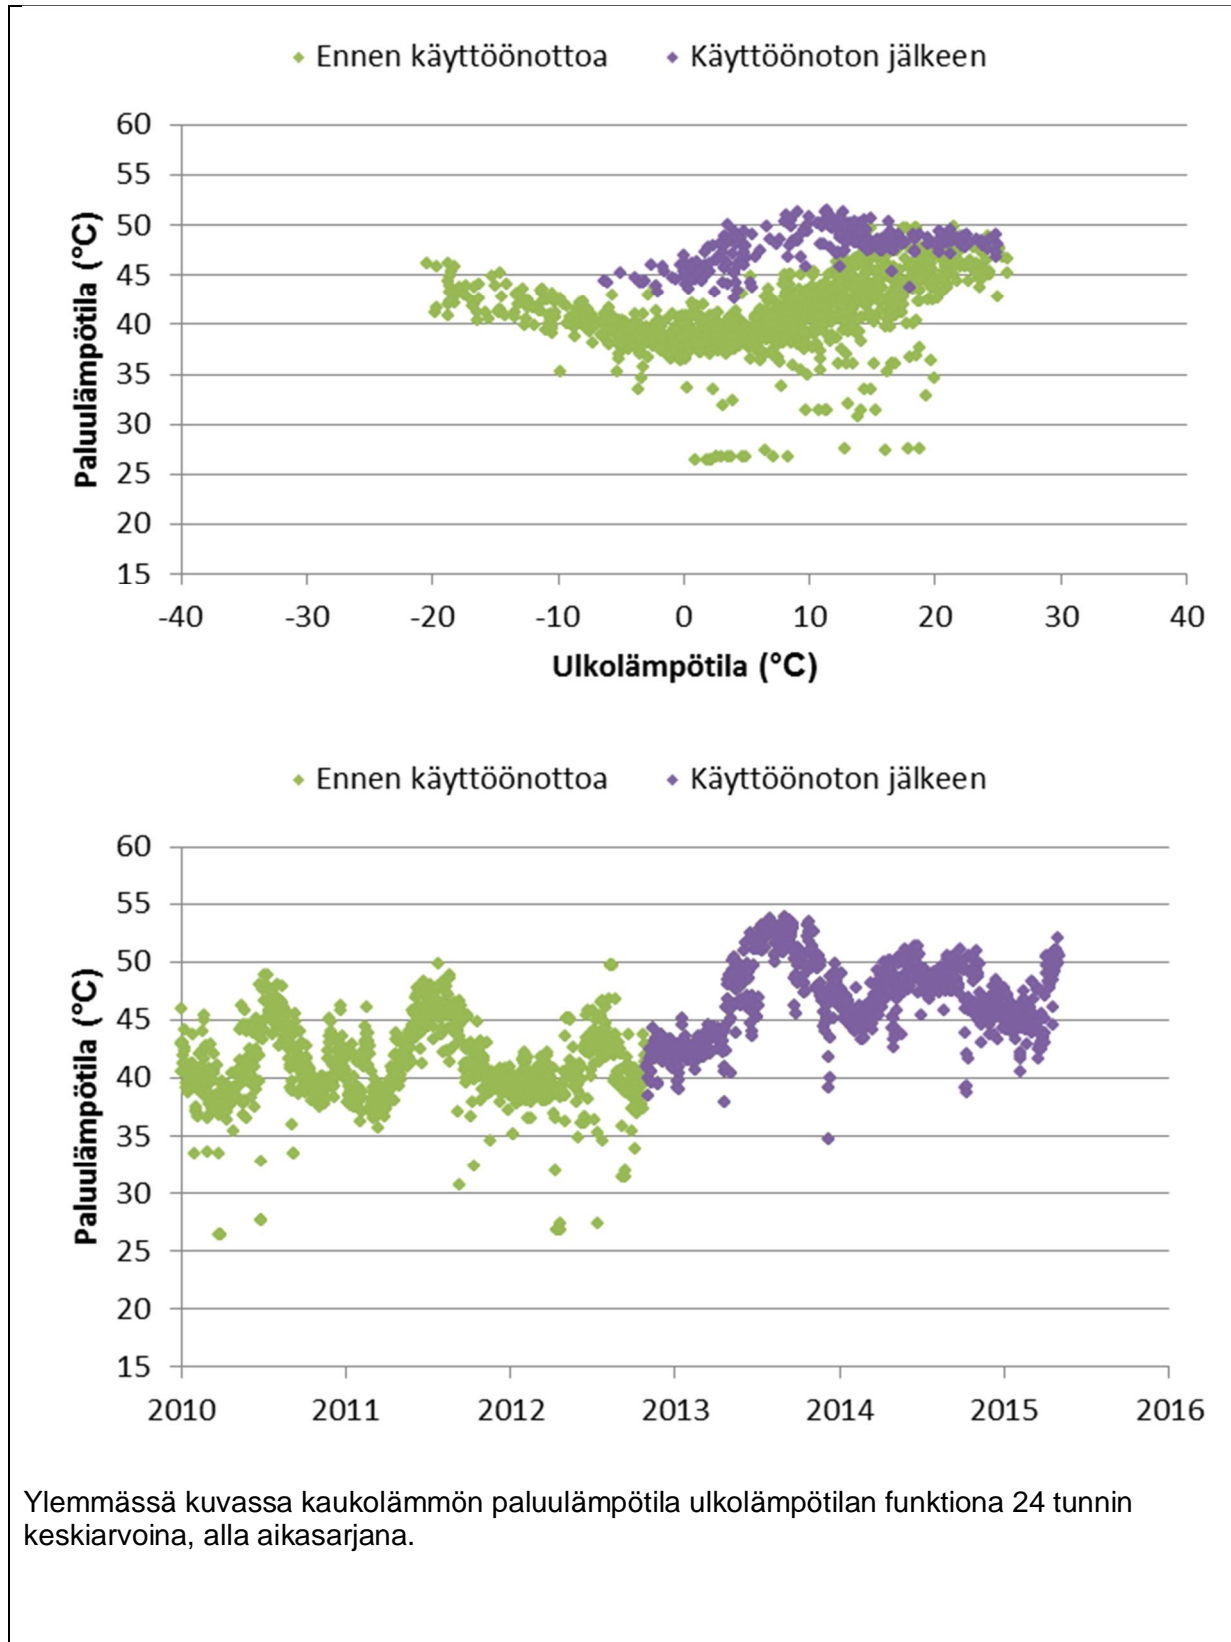 Ennen käyttöönottoa Käyttöönoton jälkeen
60
55
50
45
40
35
30
25
20
15
Paluulämpötila (°C)
-40 -30 -20 -10 0 10 20 30 40
Ulkolämpötila (°C)
Ennen käyttöönottoa Käyttöönoton jälkeen
60
55
50
45
40
35
30
25
20
15
Paluulämpötila (°C)
2010 2011 2012 2013 2014 2015 2016
Ylemmässä kuvassa kaukolämmön paluulämpötila ulkolämpötilan funktiona 24 tunnin
keskiarvoina, alla aikasarjana.